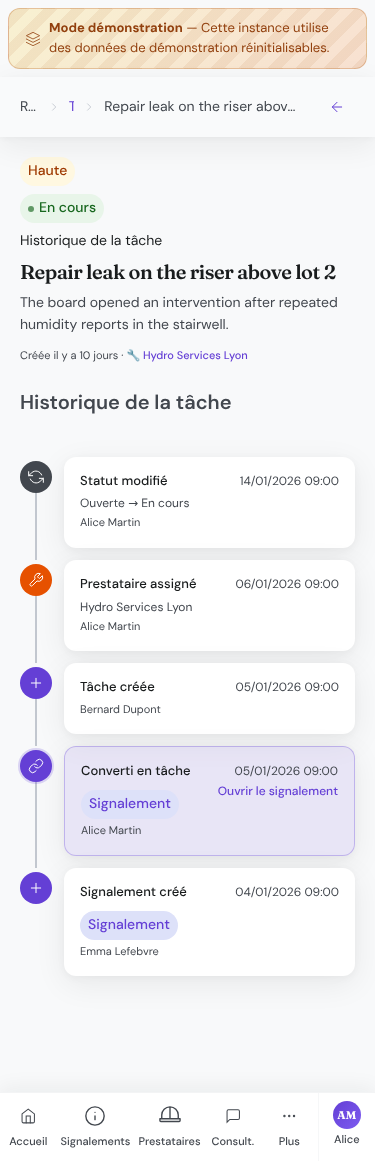 Mode démonstration — Cette instance utilise
des données de démonstration réinitialisables.
R... > T > Repair leak on the riser abov... ←
Haute
En cours
Historique de la tâche
Repair leak on the riser above lot 2
The board opened an intervention after repeated
humidity reports in the stairwell.
Créée il y a 10 jours · 🔧 Hydro Services Lyon
Historique de la tâche
Statut modifié 14/01/2026 09:00
Ouverte → En cours
Alice Martin
Prestataire assigné 06/01/2026 09:00
Hydro Services Lyon
Alice Martin
Tâche créée 05/01/2026 09:00
Bernard Dupont
Converti en tâche 05/01/2026 09:00
Ouvrir le signalement
Signalement
Alice Martin
Signalement créé 04/01/2026 09:00
Signalement
Emma Lefebvre
AM
Accueil Signalements Prestataires Consult. Plus Alice